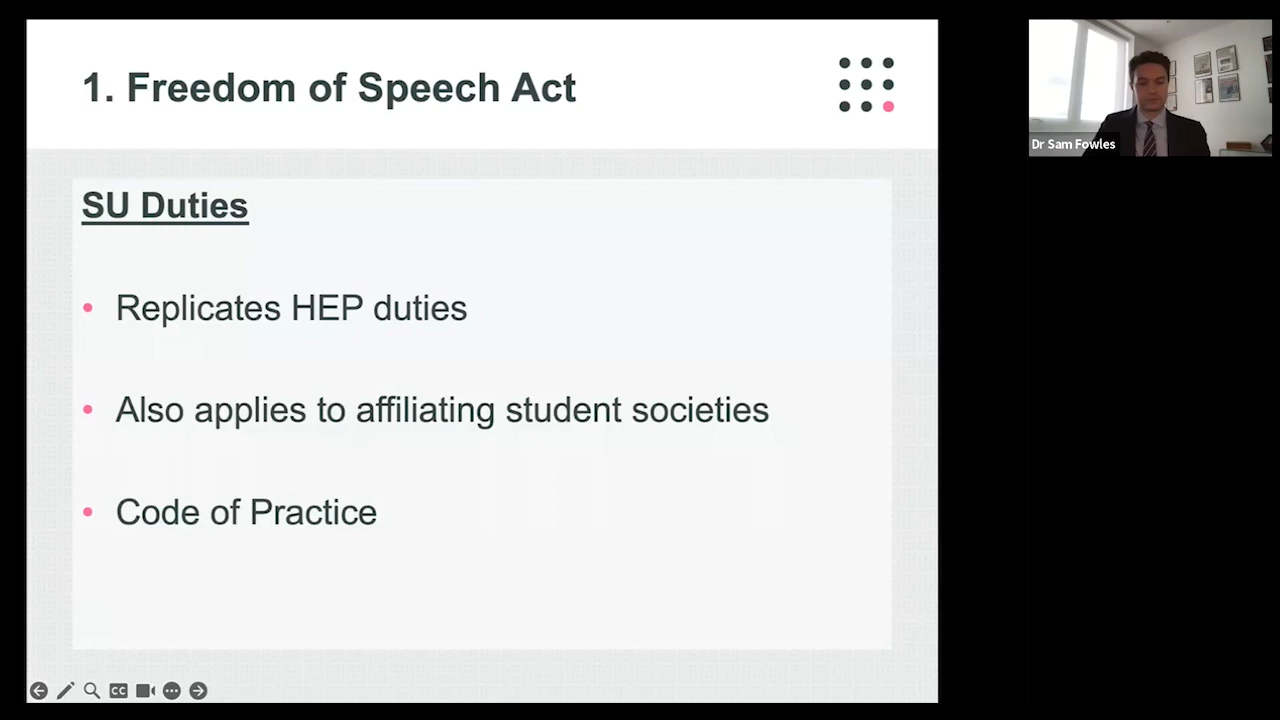 1. Freedom of Speech Act
SU Duties
• Replicates HEP duties
• Also applies to affiliating student societies
• Code of Practice
CC
Dr Sam Fowles